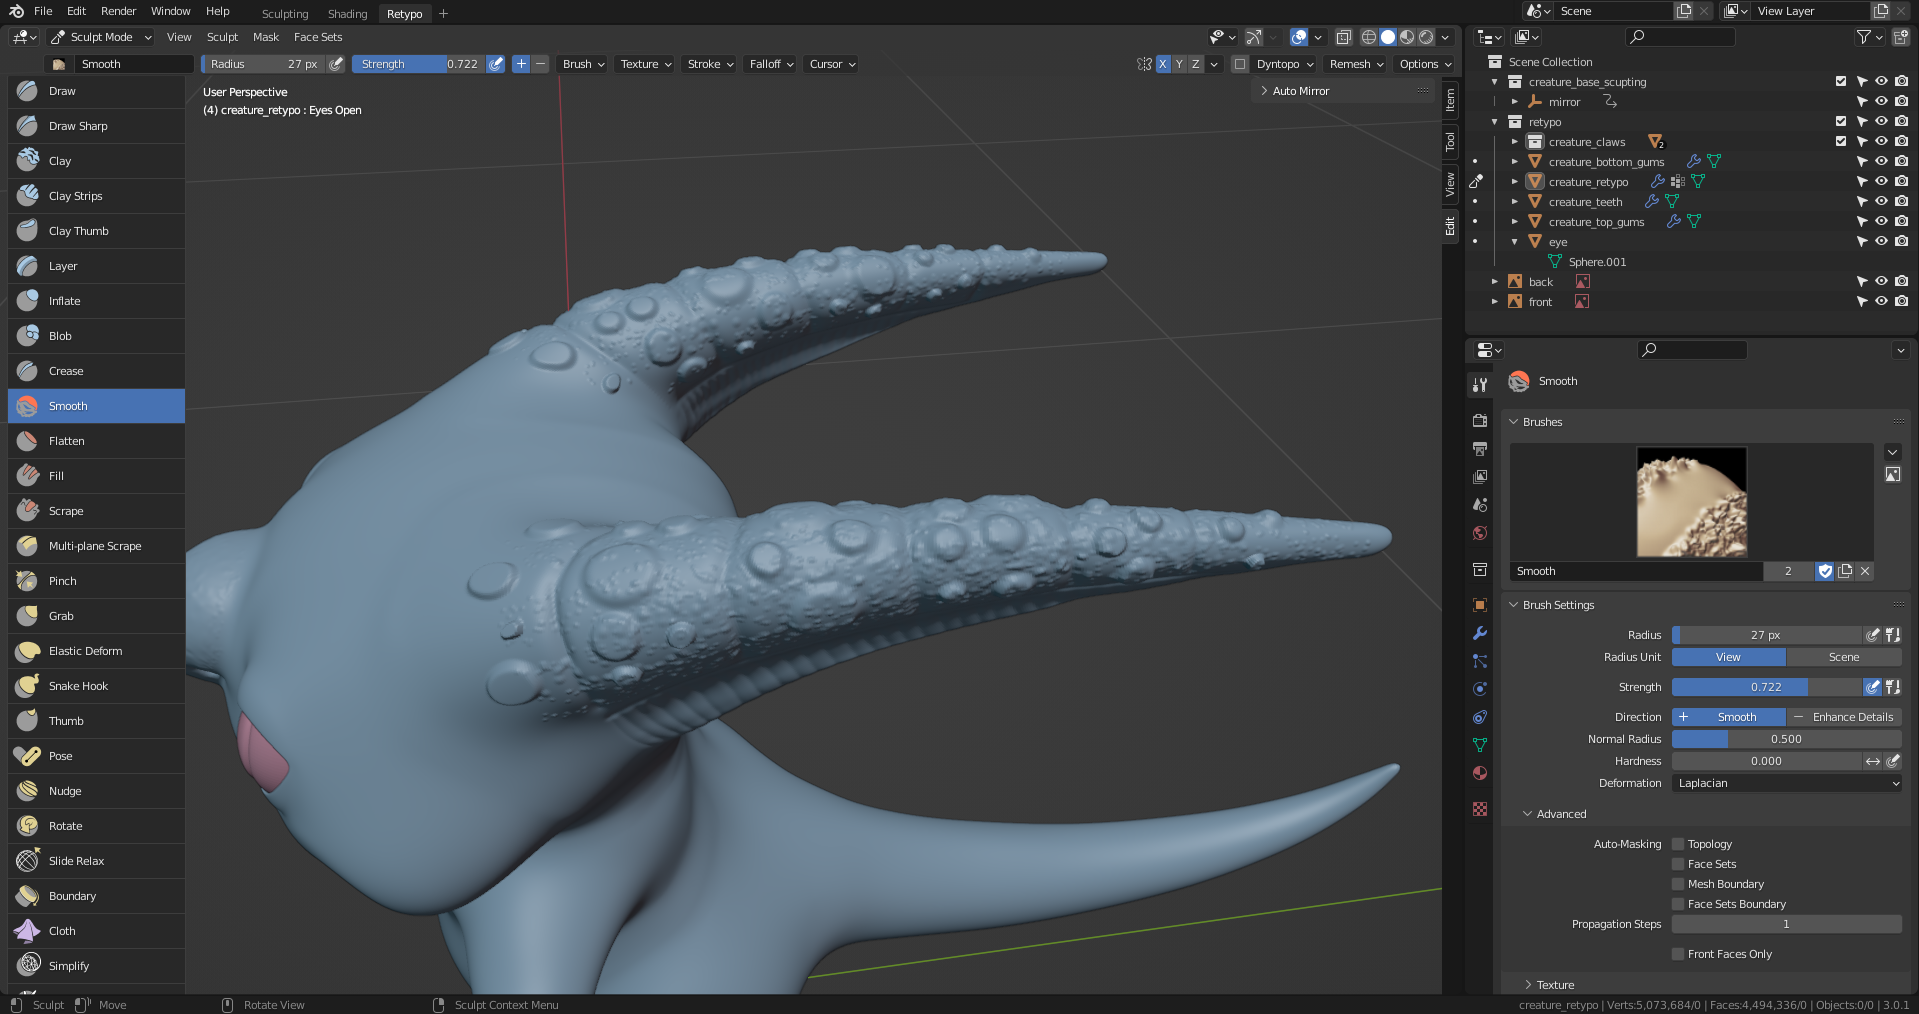 File Edit Render Window Help Sculpting Shading Retypo + Scene View Layer
Sculpt Mode View Sculpt Mask Face Sets
Smooth Radius 27 px Strength 0.722 Brush Texture Stroke Falloff Cursor X Y Z Dyntopo Remesh Options
User Perspective
(4) creature_retypo : Eyes Open
Auto Mirror
Item
Tool
View
Edit
Draw
Draw Sharp
Clay
Clay Strips
Clay Thumb
Layer
Inflate
Blob
Crease
Smooth
Flatten
Fill
Scrape
Multi-plane Scrape
Pinch
Grab
Elastic Deform
Snake Hook
Thumb
Pose
Nudge
Rotate
Slide Relax
Boundary
Cloth
Simplify
Scene Collection
creature_base_scupting
mirror
retypo
creature_claws 2
creature_bottom_gums
creature_retypo
creature_teeth
creature_top_gums
eye
Sphere.001
back
front
Smooth
Brushes
Smooth 2
Brush Settings
Radius 27 px
Radius Unit View Scene
Strength 0.722
Direction + Smooth − Enhance Details
Normal Radius 0.500
Hardness 0.000
Deformation Laplacian
Advanced
Auto-Masking Topology
Face Sets
Mesh Boundary
Face Sets Boundary
Propagation Steps 1
Front Faces Only
Texture
Sculpt Move Rotate View Sculpt Context Menu creature_retypo | Verts:5,073,684/0 | Faces:4,494,336/0 | Objects:0/0 | 3.0.1